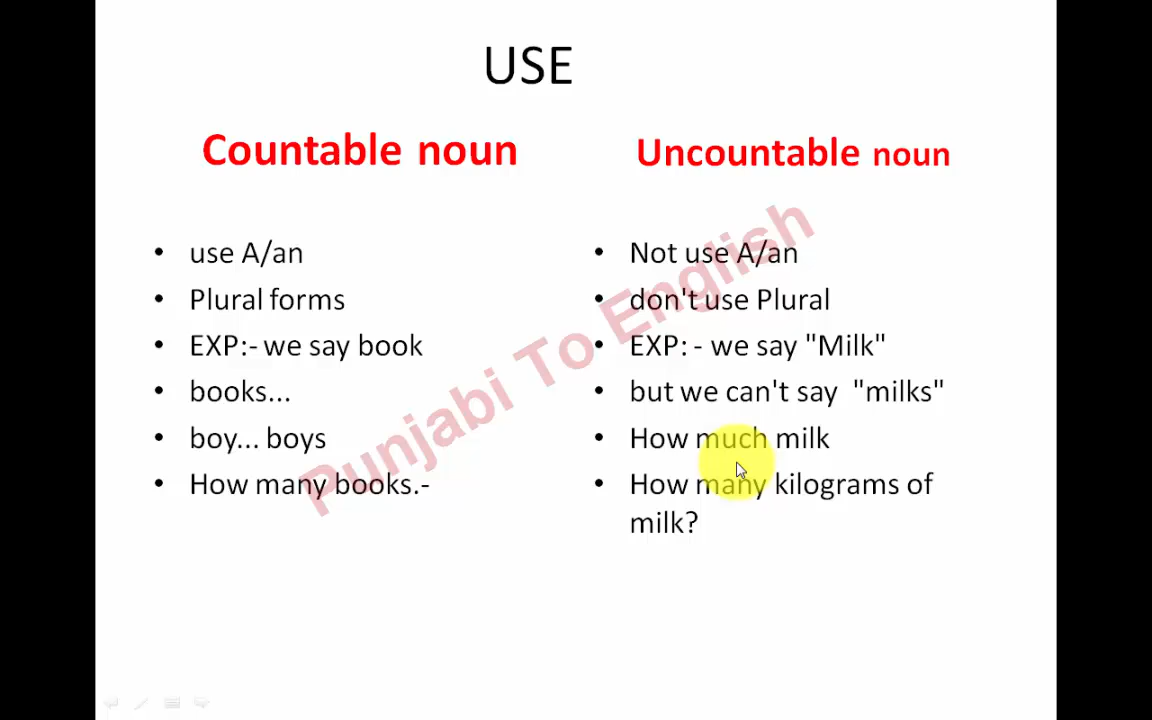 USE
Countable noun
• use A/an
• Plural forms
• EXP:- we say book
• books...
• boy... boys
• How many books.-
Uncountable noun
• Not use A/an
• don't use Plural
• EXP: - we say "Milk"
• but we can't say "milks"
• How much milk
• How many kilograms of
milk?
Punjabi To English